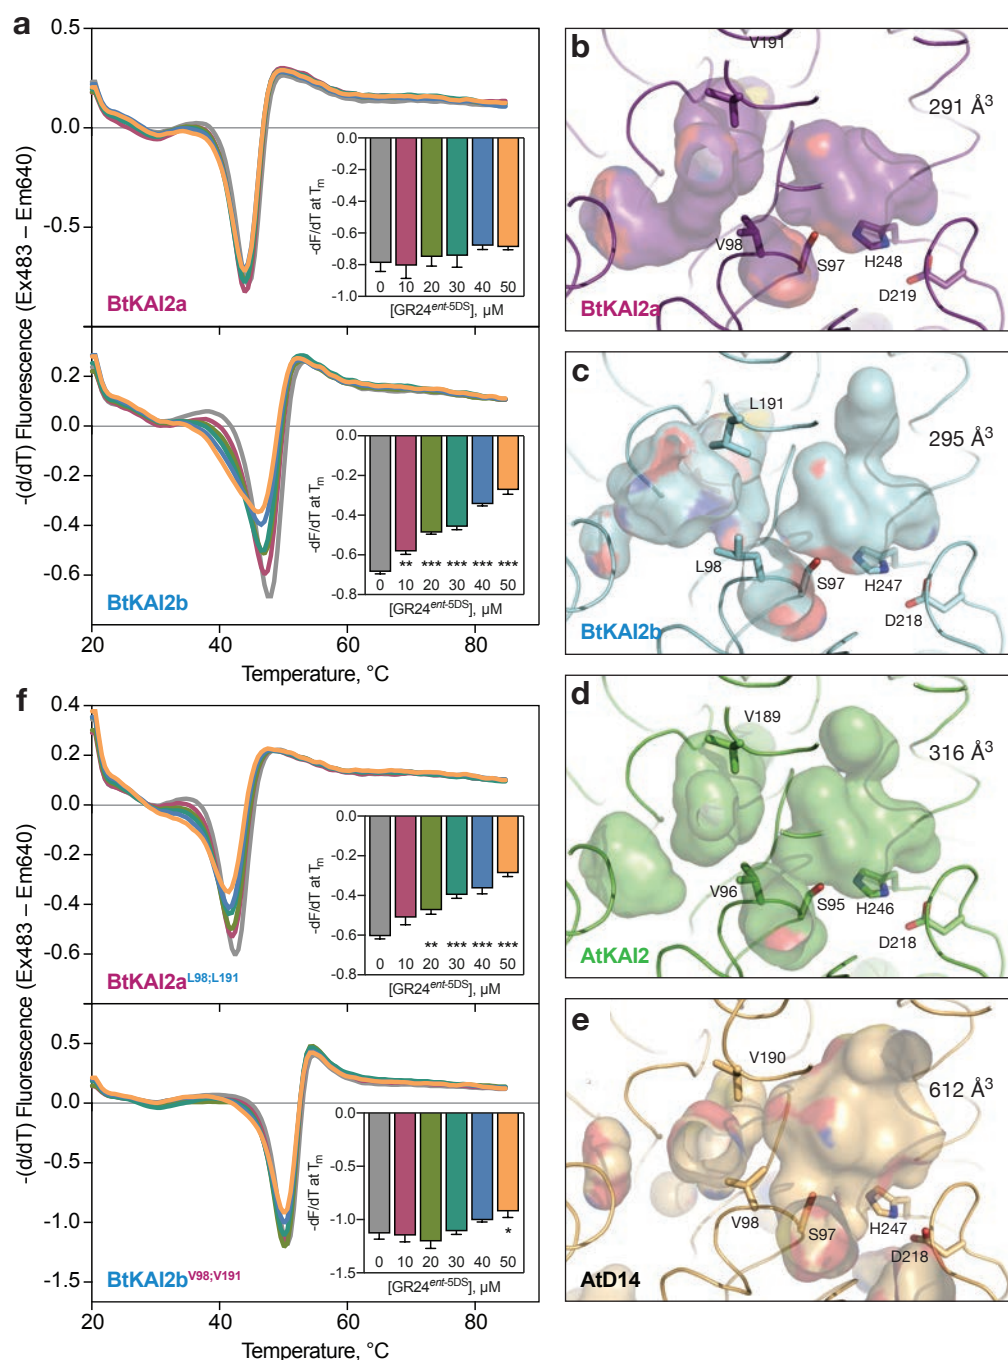 a
-(d/dT) Fluorescence (Ex483 – Em640)
0.5
0.0
-0.5
BtKAI2a
-dF/dT at Tm
0.0
-0.2
-0.4
-0.6
-0.8
-1.0
0 10 20 30 40 50
[GR24ent-5DS], µM
0.2
0.0
-0.2
-0.4
-0.6
BtKAI2b
-dF/dT at Tm
0.0
-0.2
-0.4
-0.6
-0.8
** *** *** *** ***
0 10 20 30 40 50
[GR24ent-5DS], µM
20 40 60 80
Temperature, °C
b
V191
291 Å3
V98
S97
H248
D219
BtKAI2a
c
L191
295 Å3
L98
S97
H247
D218
BtKAI2b
d
V189
316 Å3
V96
S95
H246
D218
AtKAI2
e
V190
612 Å3
V98
S97
H247
D218
AtD14
f
-(d/dT) Fluorescence (Ex483 – Em640)
0.4
0.2
0.0
-0.2
-0.4
-0.6
BtKAI2aL98;L191
-dF/dT at Tm
0.0
-0.2
-0.4
-0.6
-0.8
** *** *** ***
0 10 20 30 40 50
[GR24ent-5DS], µM
0.5
0.0
-0.5
-1.0
-1.5
BtKAI2bV98;V191
-dF/dT at Tm
0.0
-0.5
-1.0
-1.5
*
0 10 20 30 40 50
[GR24ent-5DS], µM
20 40 60 80
Temperature, °C